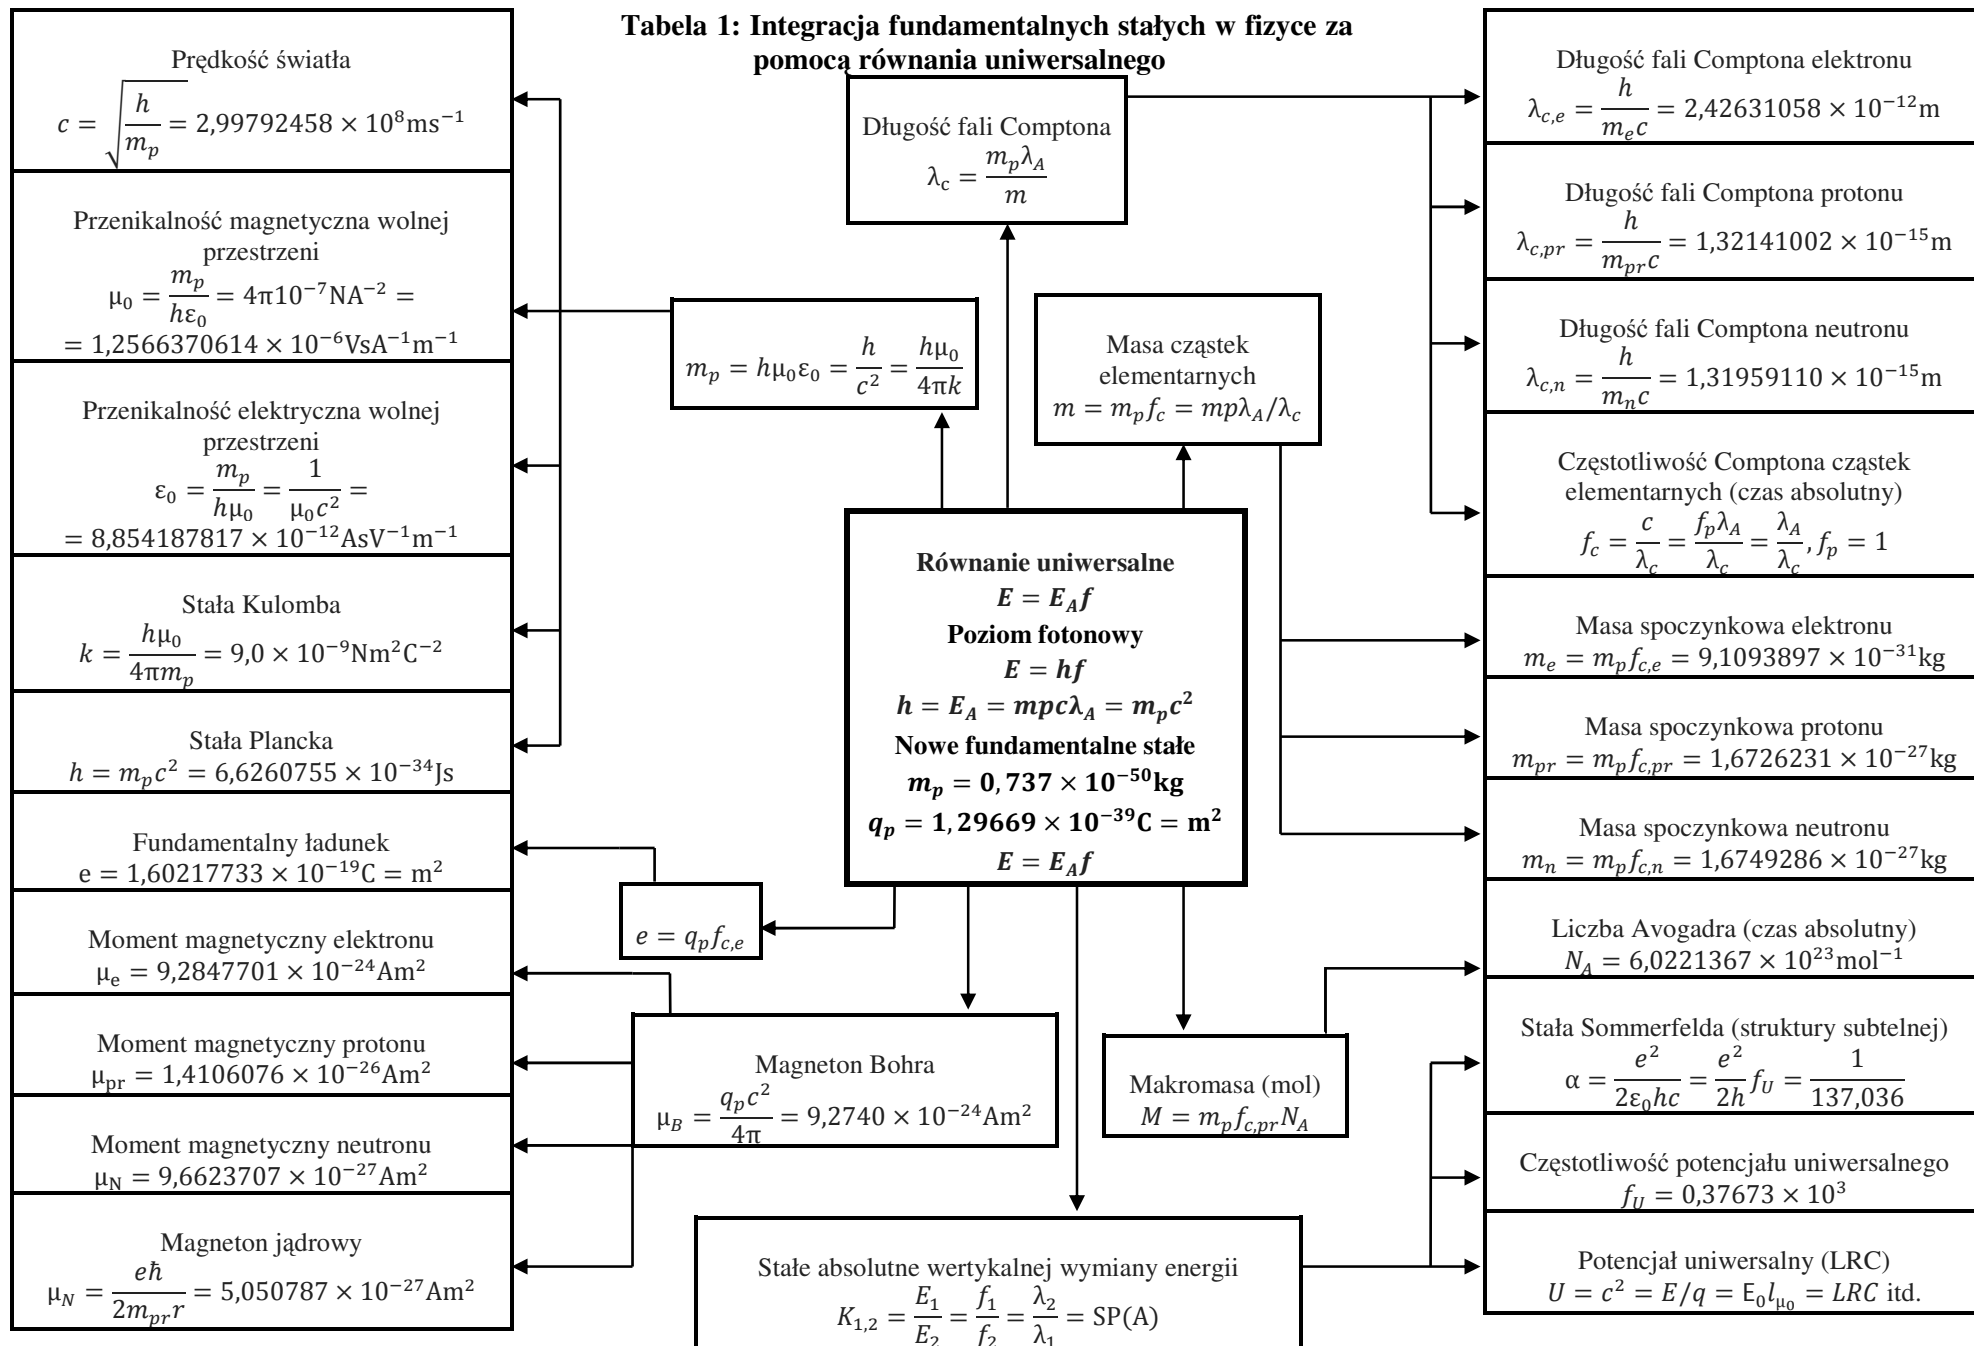 Tabela 1: Integracja fundamentalnych stałych w fizyce za
pomocą równania uniwersalnego
Prędkość światła
c = √(h/m_p) = 2,99792458 × 10⁸ms⁻¹
Przenikalność magnetyczna wolnej
przestrzeni
μ₀ = m_p/(hε₀) = 4π10⁻⁷NA⁻² =
= 1,2566370614 × 10⁻⁶VsA⁻¹m⁻¹
Przenikalność elektryczna wolnej
przestrzeni
ε₀ = m_p/(hμ₀) = 1/(μ₀c²) =
= 8,854187817 × 10⁻¹²AsV⁻¹m⁻¹
Stała Kulomba
k = hμ₀/(4πm_p) = 9,0 × 10⁻⁹Nm²C⁻²
Stała Plancka
h = m_pc² = 6,6260755 × 10⁻³⁴Js
Fundamentalny ładunek
e = 1,60217733 × 10⁻¹⁹C = m²
Moment magnetyczny elektronu
μ_e = 9,2847701 × 10⁻²⁴Am²
Moment magnetyczny protonu
μ_pr = 1,4106076 × 10⁻²⁶Am²
Moment magnetyczny neutronu
μ_N = 9,6623707 × 10⁻²⁷Am²
Magneton jądrowy
μ_N = eħ/(2m_pr r) = 5,050787 × 10⁻²⁷Am²
Długość fali Comptona
λ_c = m_pλ_A/m
m_p = hμ₀ε₀ = h/c² = hμ₀/(4πk)
Masa cząstek
elementarnych
m = m_pf_c = mpλ_A/λ_c
Równanie uniwersalne
E = E_Af
Poziom fotonowy
E = hf
h = E_A = mpcλ_A = m_pc²
Nowe fundamentalne stałe
m_p = 0,737 × 10⁻⁵⁰kg
q_p = 1,29669 × 10⁻³⁹C = m²
E = E_Af
e = q_pf_c,e
Magneton Bohra
μ_B = q_pc²/(4π) = 9,2740 × 10⁻²⁴Am²
Makromasa (mol)
M = m_pf_c,prN_A
Stałe absolutne wertykalnej wymiany energii
K₁,₂ = E₁/E₂ = f₁/f₂ = λ₂/λ₁ = SP(A)
Długość fali Comptona elektronu
λ_c,e = h/(m_ec) = 2,42631058 × 10⁻¹²m
Długość fali Comptona protonu
λ_c,pr = h/(m_prc) = 1,32141002 × 10⁻¹⁵m
Długość fali Comptona neutronu
λ_c,n = h/(m_nc) = 1,31959110 × 10⁻¹⁵m
Częstotliwość Comptona cząstek
elementarnych (czas absolutny)
f_c = c/λ_c = f_pλ_A/λ_c = λ_A/λ_c, f_p = 1
Masa spoczynkowa elektronu
m_e = m_pf_c,e = 9,1093897 × 10⁻³¹kg
Masa spoczynkowa protonu
m_pr = m_pf_c,pr = 1,6726231 × 10⁻²⁷kg
Masa spoczynkowa neutronu
m_n = m_pf_c,n = 1,6749286 × 10⁻²⁷kg
Liczba Avogadra (czas absolutny)
N_A = 6,0221367 × 10²³mol⁻¹
Stała Sommerfelda (struktury subtelnej)
α = e²/(2ε₀hc) = e²/(2h) f_U = 1/137,036
Częstotliwość potencjału uniwersalnego
f_U = 0,37673 × 10³
Potencjał uniwersalny (LRC)
U = c² = E/q = E₀l_μ₀ = LRC itd.